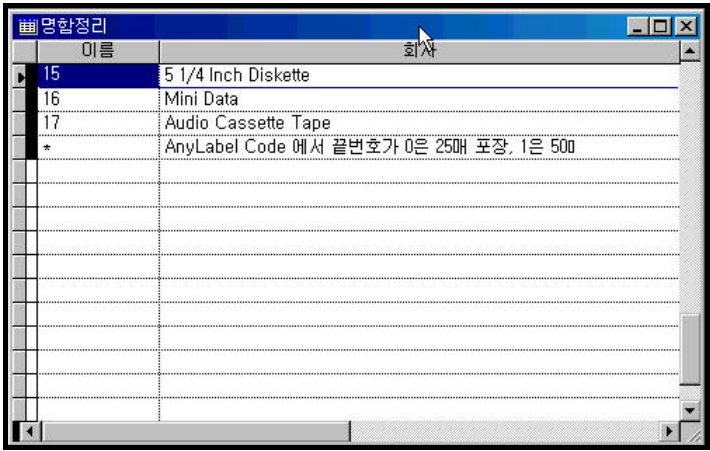 명함정리
이름 회사
15 5 1/4 Inch Diskette
16 Mini Data
17 Audio Cassette Tape
* AnyLabel Code 에서 끝번호가 0은 25매 포장, 1은 50